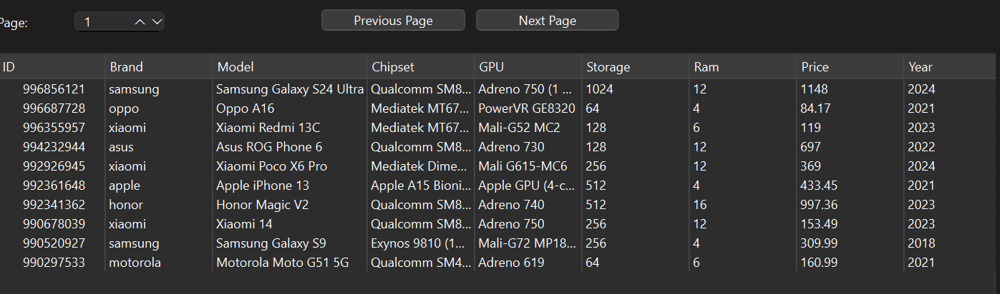 Page: 1 Previous Page Next Page
ID Brand Model Chipset GPU Storage Ram Price Year
996856121 samsung Samsung Galaxy S24 Ultra Qualcomm SM8... Adreno 750 (1 ... 1024 12 1148 2024
996687728 oppo Oppo A16 Mediatek MT67... PowerVR GE8320 64 4 84.17 2021
996355957 xiaomi Xiaomi Redmi 13C Mediatek MT67... Mali-G52 MC2 128 6 119 2023
994232944 asus Asus ROG Phone 6 Qualcomm SM8... Adreno 730 128 12 697 2022
992926945 xiaomi Xiaomi Poco X6 Pro Mediatek Dime... Mali G615-MC6 256 12 369 2024
992361648 apple Apple iPhone 13 Apple A15 Bioni... Apple GPU (4-c... 512 4 433.45 2021
992341362 honor Honor Magic V2 Qualcomm SM8... Adreno 740 512 16 997.36 2023
990678039 xiaomi Xiaomi 14 Qualcomm SM8... Adreno 750 256 12 153.49 2023
990520927 samsung Samsung Galaxy S9 Exynos 9810 (1... Mali-G72 MP18... 256 4 309.99 2018
990297533 motorola Motorola Moto G51 5G Qualcomm SM4... Adreno 619 64 6 160.99 2021